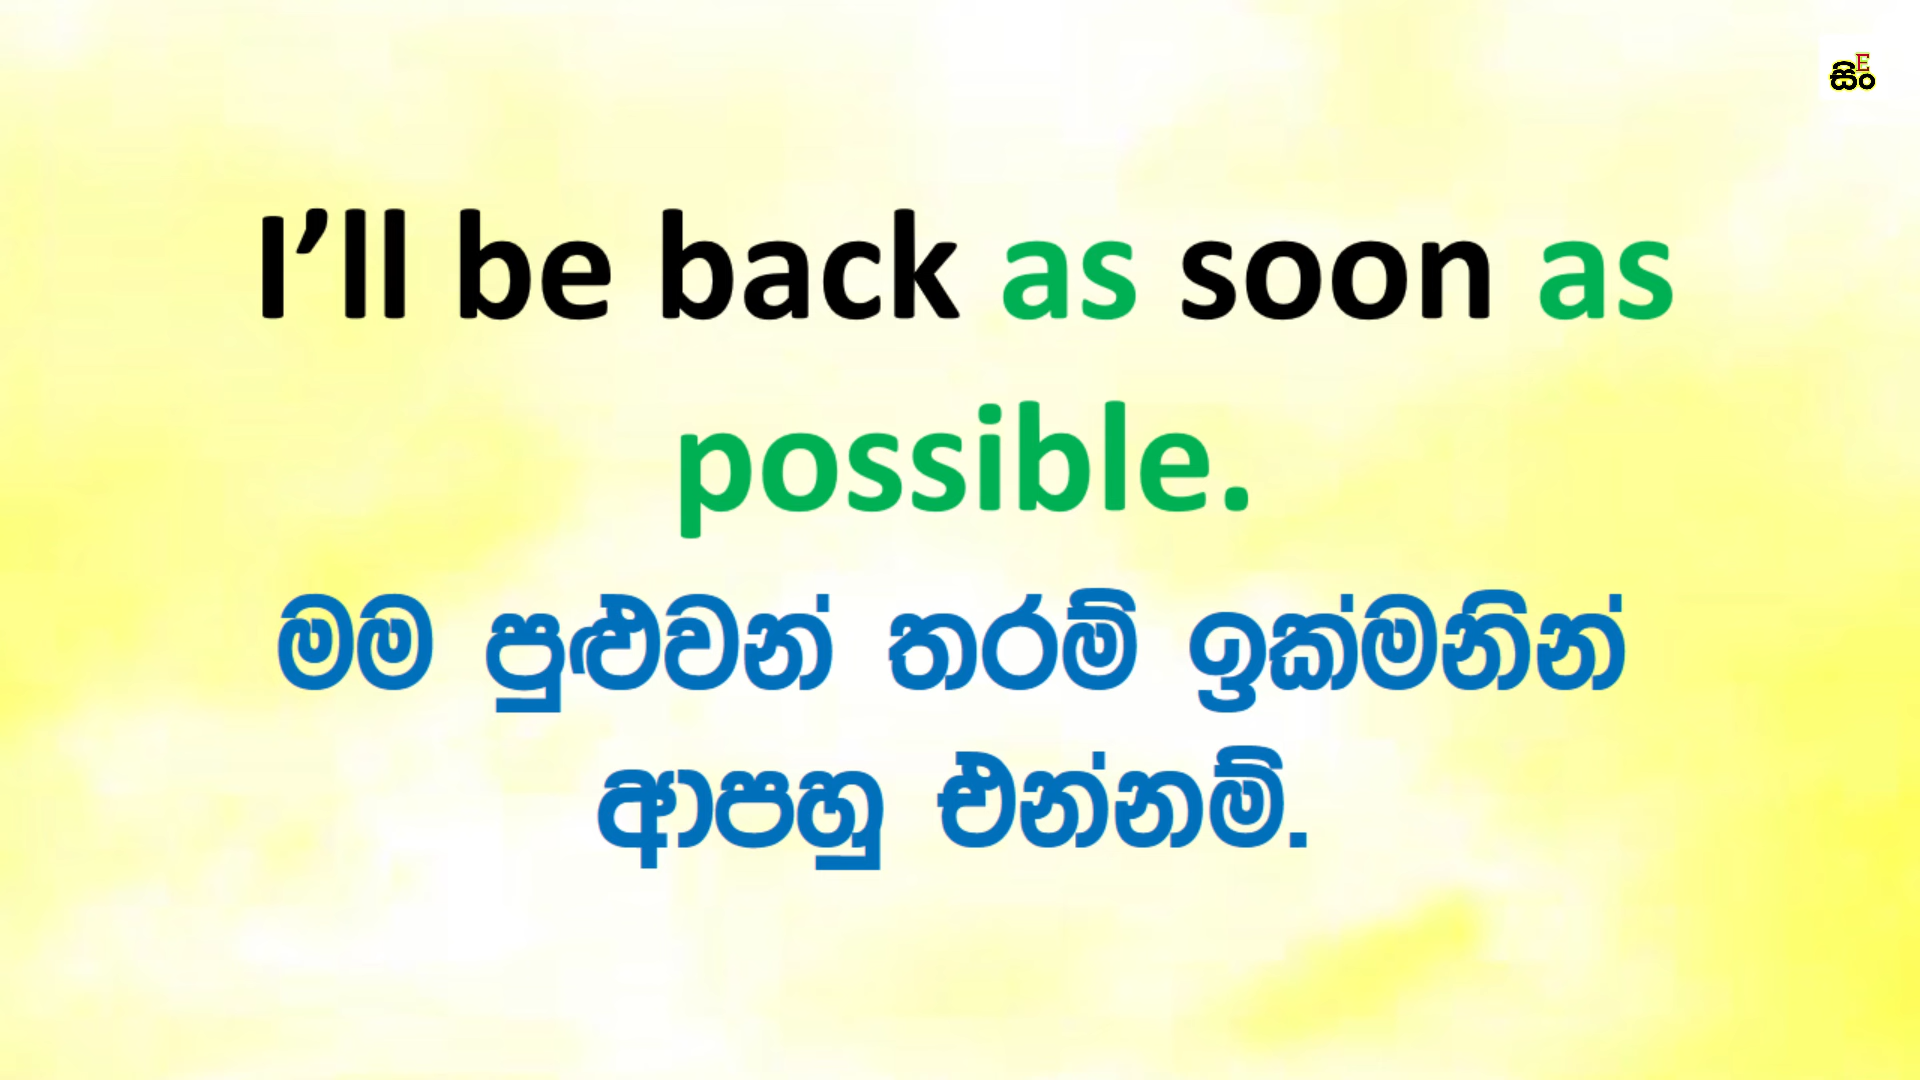 සිංE
I’ll be back as soon as
possible.
මම පුළුවන් තරම් ඉක්මනින්
ආපහු එන්නම්.